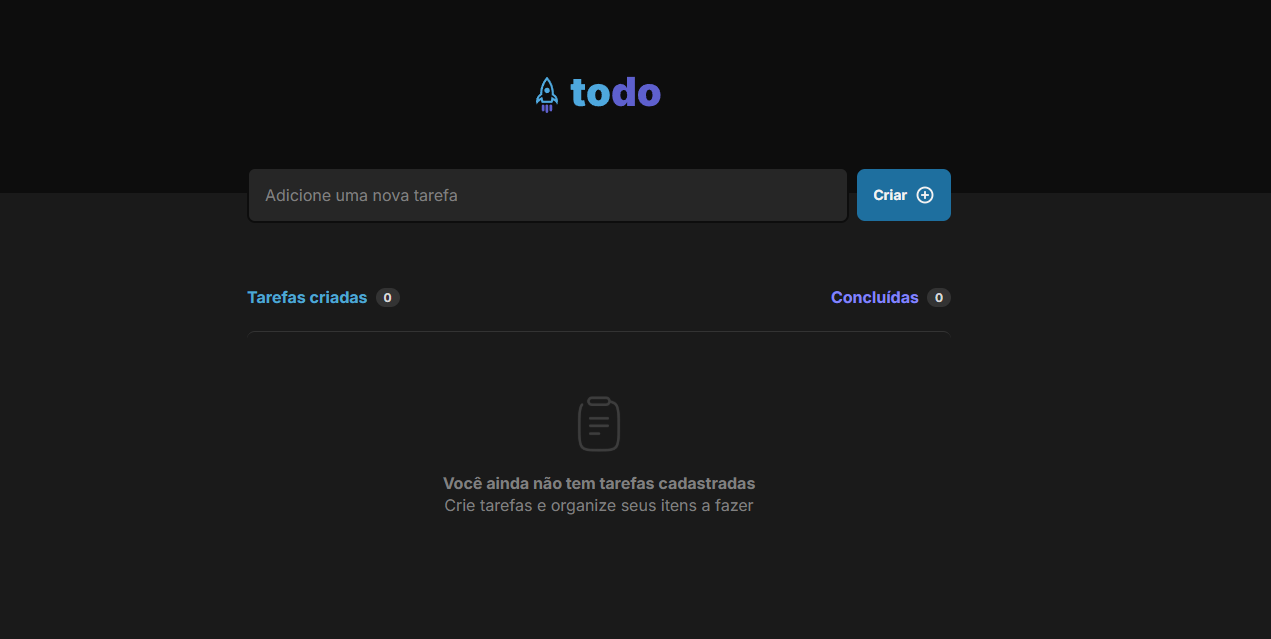 todo
Adicione uma nova tarefa
Criar
Tarefas criadas 0
Concluídas 0
Você ainda não tem tarefas cadastradas
Crie tarefas e organize seus itens a fazer